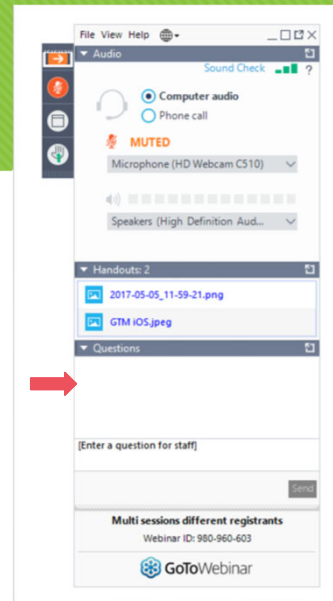 File View Help
Audio
Sound Check ?
Computer audio
Phone call
MUTED
Microphone (HD Webcam C510)
Speakers (High Definition Aud...
Handouts: 2
2017-05-05_11-59-21.png
GTM iOS.jpeg
Questions
[Enter a question for staff]
Send
Multi sessions different registrants
Webinar ID: 980-960-603
GoToWebinar